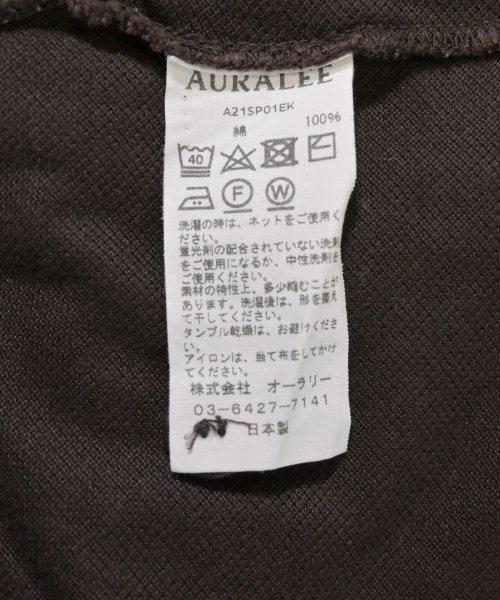 AURALEE
A21SP01EK
綿 100%
40
F W
洗濯の時は、ネットをご使用く
ださい。
蛍光剤の配合されていない洗剤
をご使用になるか、中性洗剤を
ご使用ください。
素材の特性上、多少縮むことが
あります。洗濯後は、形を整え
て干してください。
タンブル乾燥は、お避けくださ
い。
アイロンは、当て布をしてかけ
てください。
株式会社 オーラリー
03-6427-7141
日本製